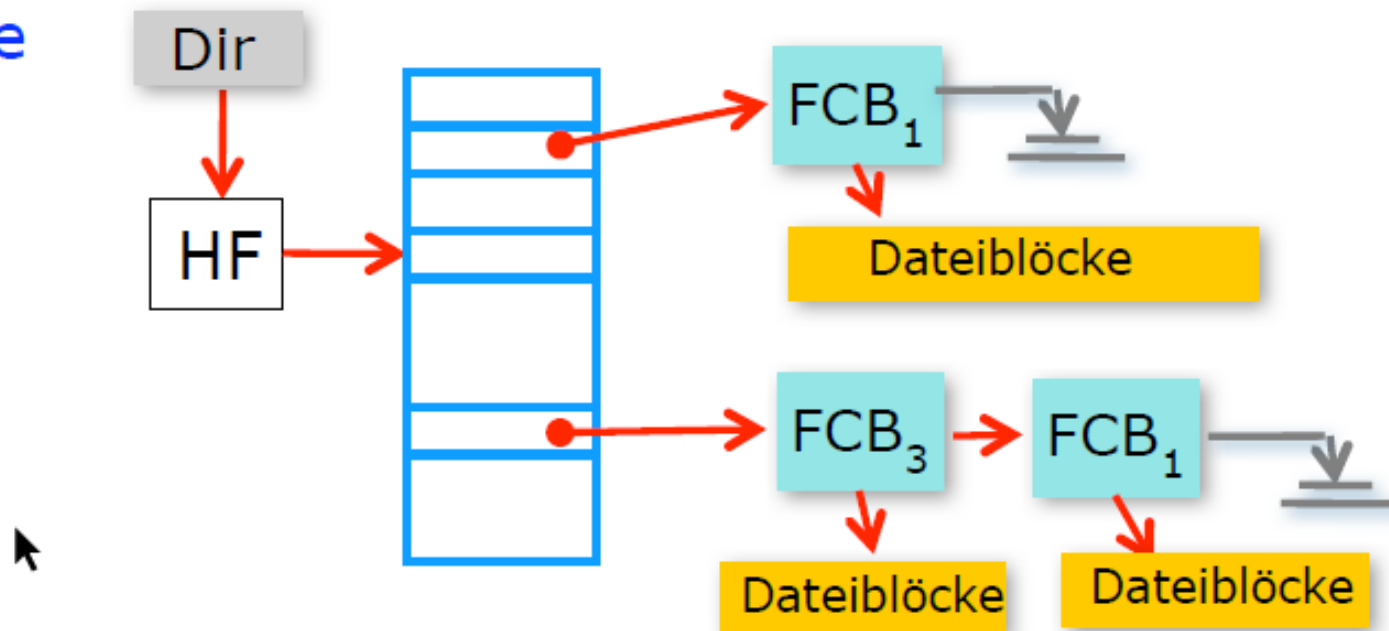 e
Dir
HF
FCB1
Dateiblöcke
FCB3
FCB1
Dateiblöcke
Dateiblöcke